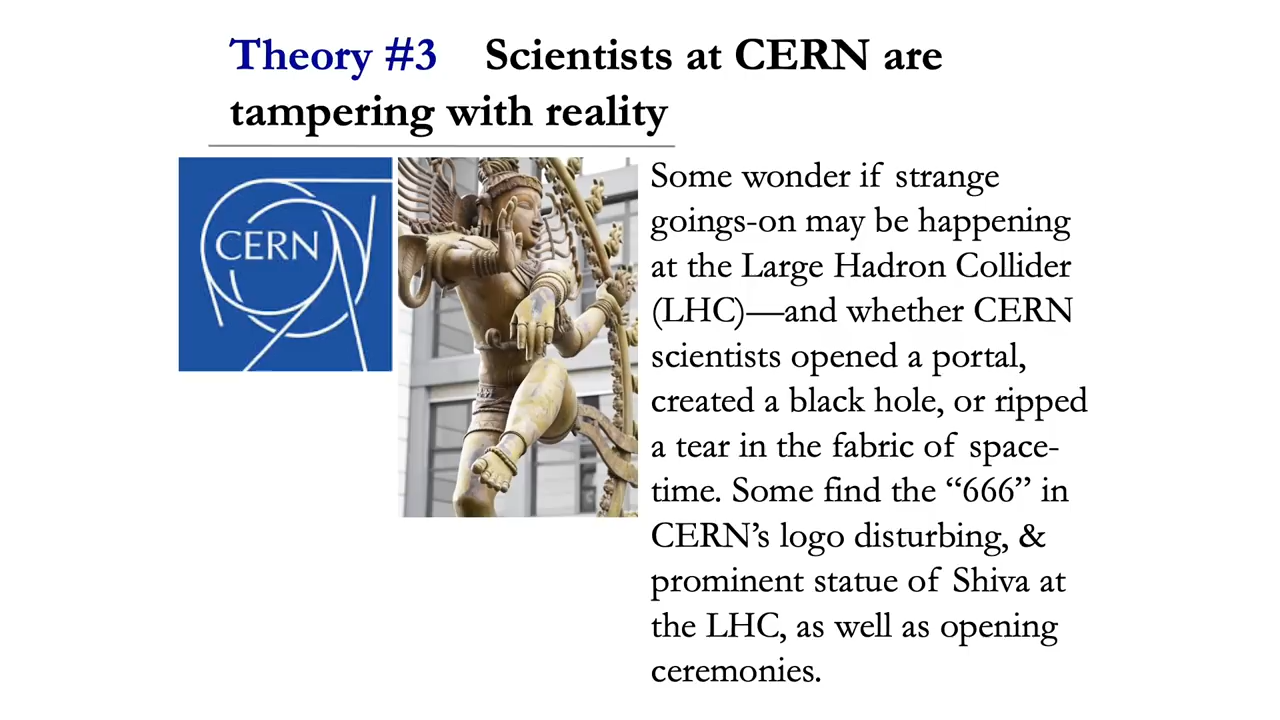 Theory #3 Scientists at CERN are
tampering with reality
CERN
Some wonder if strange
goings-on may be happening
at the Large Hadron Collider
(LHC)—and whether CERN
scientists opened a portal,
created a black hole, or ripped
a tear in the fabric of space-
time. Some find the “666” in
CERN’s logo disturbing, &
prominent statue of Shiva at
the LHC, as well as opening
ceremonies.